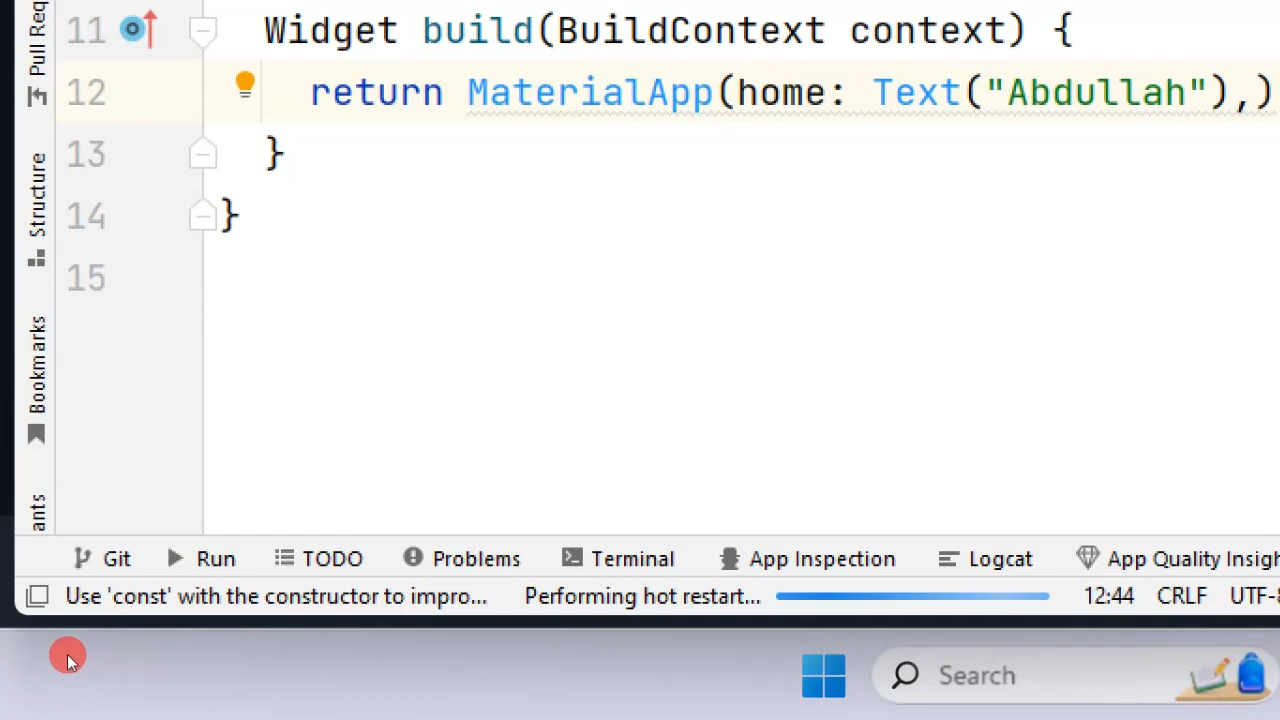 Pull Req
11 Widget build(BuildContext context) {
12 return MaterialApp(home: Text("Abdullah"),)
13 }
14 }
15
Structure
Bookmarks
ants
Git Run TODO Problems Terminal App Inspection Logcat App Quality Insigh
Use 'const' with the constructor to impro... Performing hot restart... 12:44 CRLF UTF-8
Search